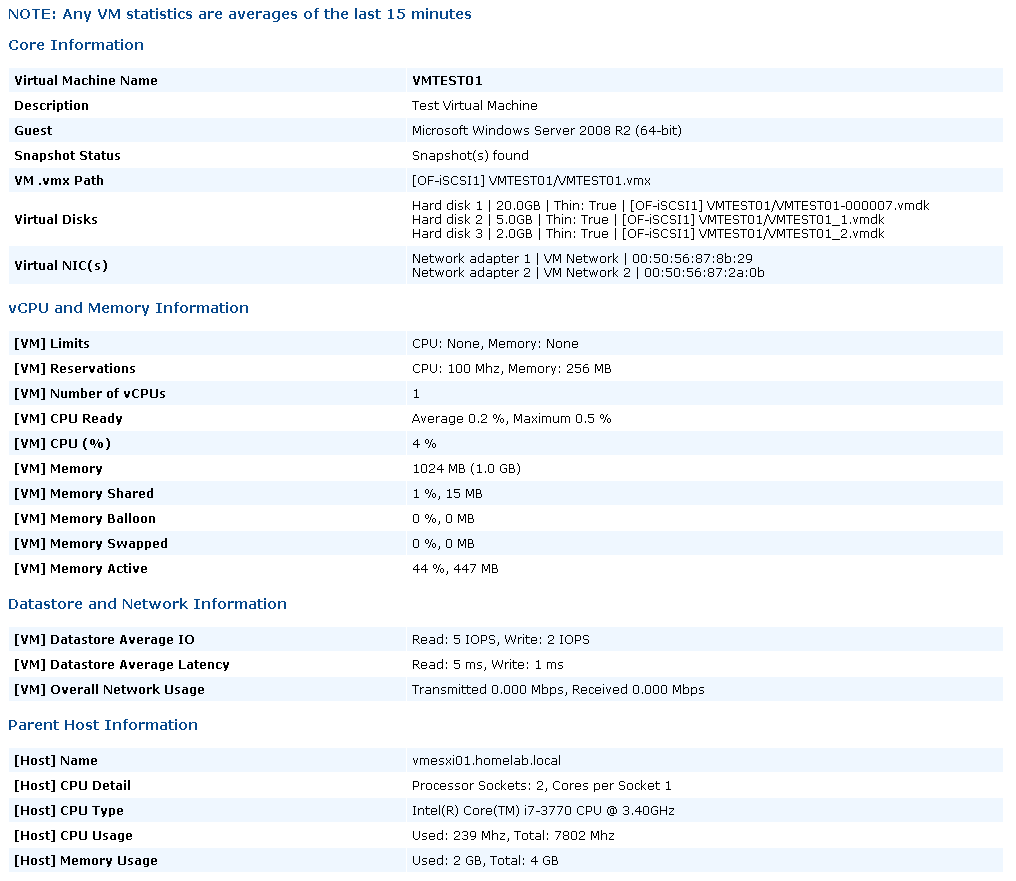 NOTE: Any VM statistics are averages of the last 15 minutes
Core Information
Virtual Machine Name VMTEST01
Description Test Virtual Machine
Guest Microsoft Windows Server 2008 R2 (64-bit)
Snapshot Status Snapshot(s) found
VM .vmx Path [OF-iSCSI1] VMTEST01/VMTEST01.vmx
Virtual Disks
Hard disk 1 | 20.0GB | Thin: True | [OF-iSCSI1] VMTEST01/VMTEST01-000007.vmdk
Hard disk 2 | 5.0GB | Thin: True | [OF-iSCSI1] VMTEST01/VMTEST01_1.vmdk
Hard disk 3 | 2.0GB | Thin: True | [OF-iSCSI1] VMTEST01/VMTEST01_2.vmdk
Virtual NIC(s)
Network adapter 1 | VM Network | 00:50:56:87:8b:29
Network adapter 2 | VM Network 2 | 00:50:56:87:2a:0b
vCPU and Memory Information
[VM] Limits CPU: None, Memory: None
[VM] Reservations CPU: 100 Mhz, Memory: 256 MB
[VM] Number of vCPUs 1
[VM] CPU Ready Average 0.2 %, Maximum 0.5 %
[VM] CPU (%) 4 %
[VM] Memory 1024 MB (1.0 GB)
[VM] Memory Shared 1 %, 15 MB
[VM] Memory Balloon 0 %, 0 MB
[VM] Memory Swapped 0 %, 0 MB
[VM] Memory Active 44 %, 447 MB
Datastore and Network Information
[VM] Datastore Average IO Read: 5 IOPS, Write: 2 IOPS
[VM] Datastore Average Latency Read: 5 ms, Write: 1 ms
[VM] Overall Network Usage Transmitted 0.000 Mbps, Received 0.000 Mbps
Parent Host Information
[Host] Name vmesxi01.homelab.local
[Host] CPU Detail Processor Sockets: 2, Cores per Socket 1
[Host] CPU Type Intel(R) Core(TM) i7-3770 CPU @ 3.40GHz
[Host] CPU Usage Used: 239 Mhz, Total: 7802 Mhz
[Host] Memory Usage Used: 2 GB, Total: 4 GB